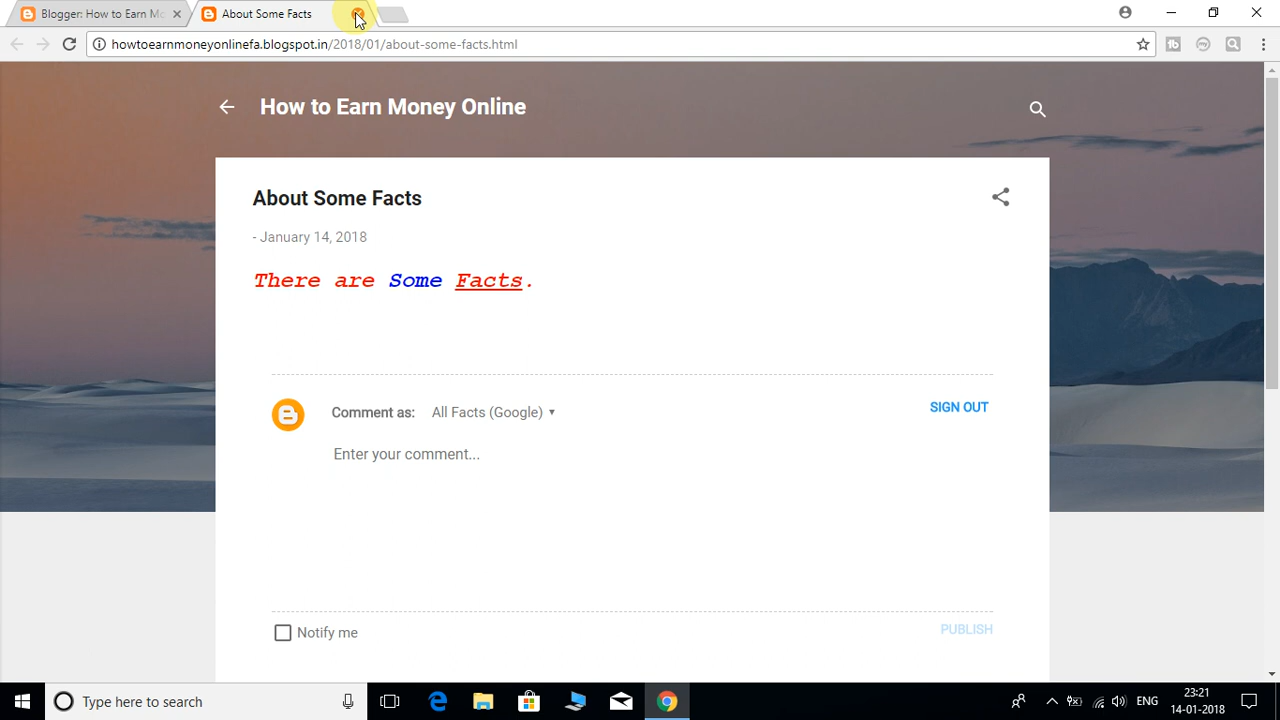 Blogger: How to Earn Mo
About Some Facts
howtoearnmoneyonlinefa.blogspot.in/2018/01/about-some-facts.html
How to Earn Money Online
About Some Facts
- January 14, 2018
There are Some Facts.
Comment as: All Facts (Google)
SIGN OUT
Enter your comment...
Notify me
PUBLISH
Type here to search
ENG
23:21
14-01-2018